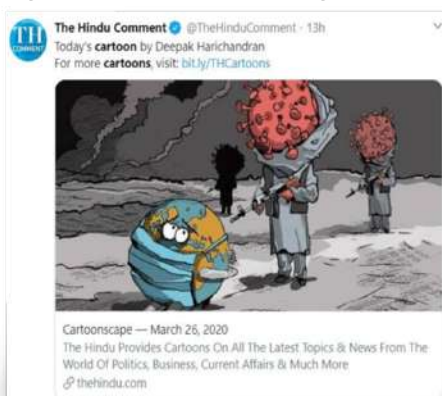 TH
COMMENT
The Hindu Comment @TheHinduComment · 13h
Today's cartoon by Deepak Harichandran
For more cartoons, visit: bit.ly/THCartoons
Cartoonscape — March 26, 2020
The Hindu Provides Cartoons On All The Latest Topics & News From The
World Of Politics, Business, Current Affairs & Much More
thehindu.com